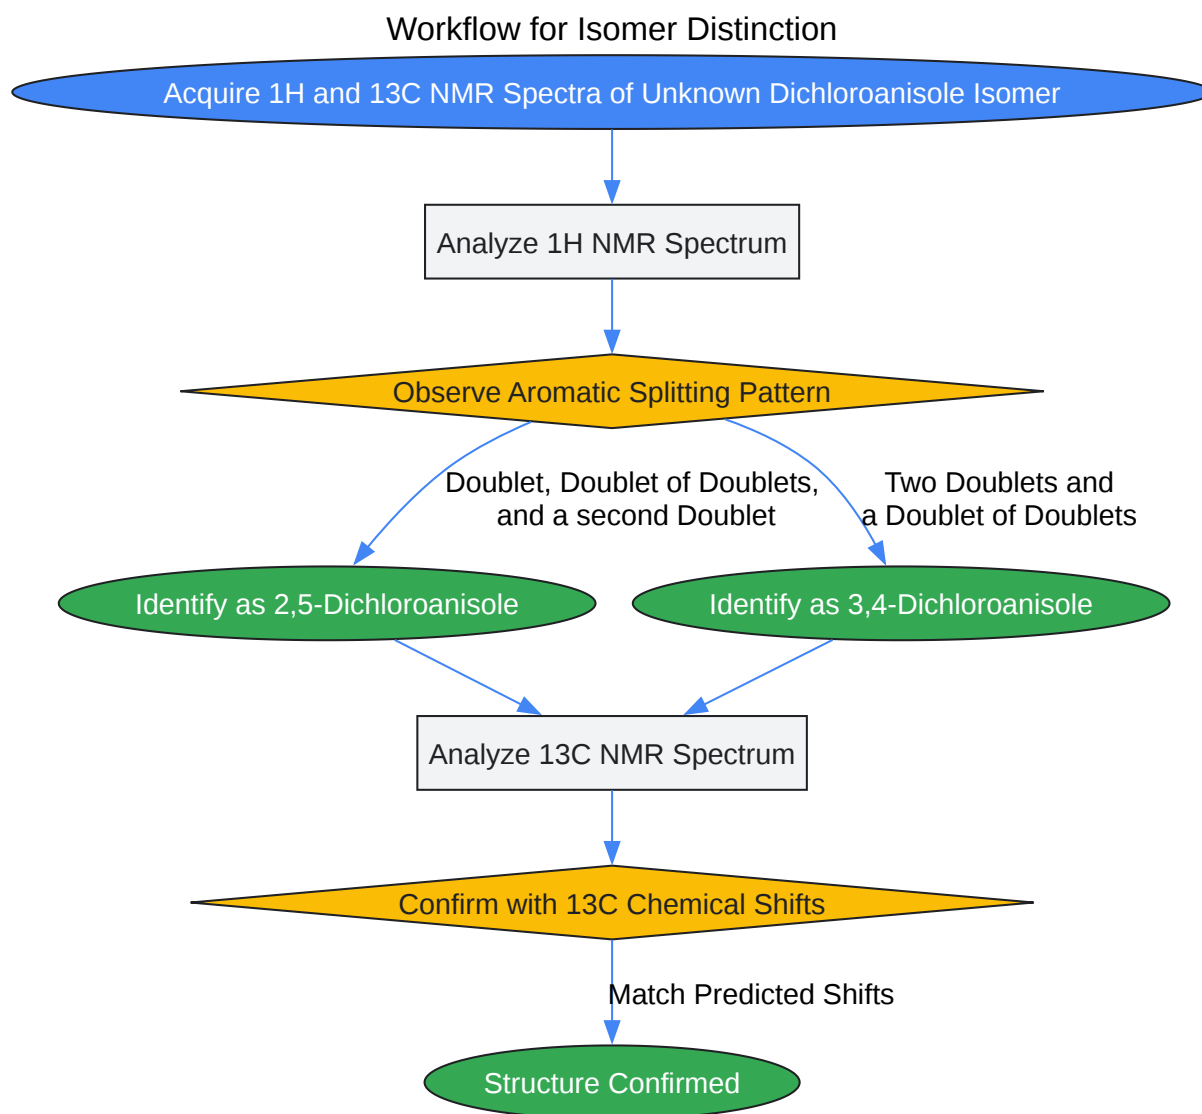 Workflow for Isomer Distinction
Acquire 1H and 13C NMR Spectra of Unknown Dichloroanisole Isomer
Analyze 1H NMR Spectrum
Observe Aromatic Splitting Pattern
Doublet, Doublet of Doublets,
and a second Doublet
Two Doublets and
a Doublet of Doublets
Identify as 2,5-Dichloroanisole
Identify as 3,4-Dichloroanisole
Analyze 13C NMR Spectrum
Confirm with 13C Chemical Shifts
Match Predicted Shifts
Structure Confirmed